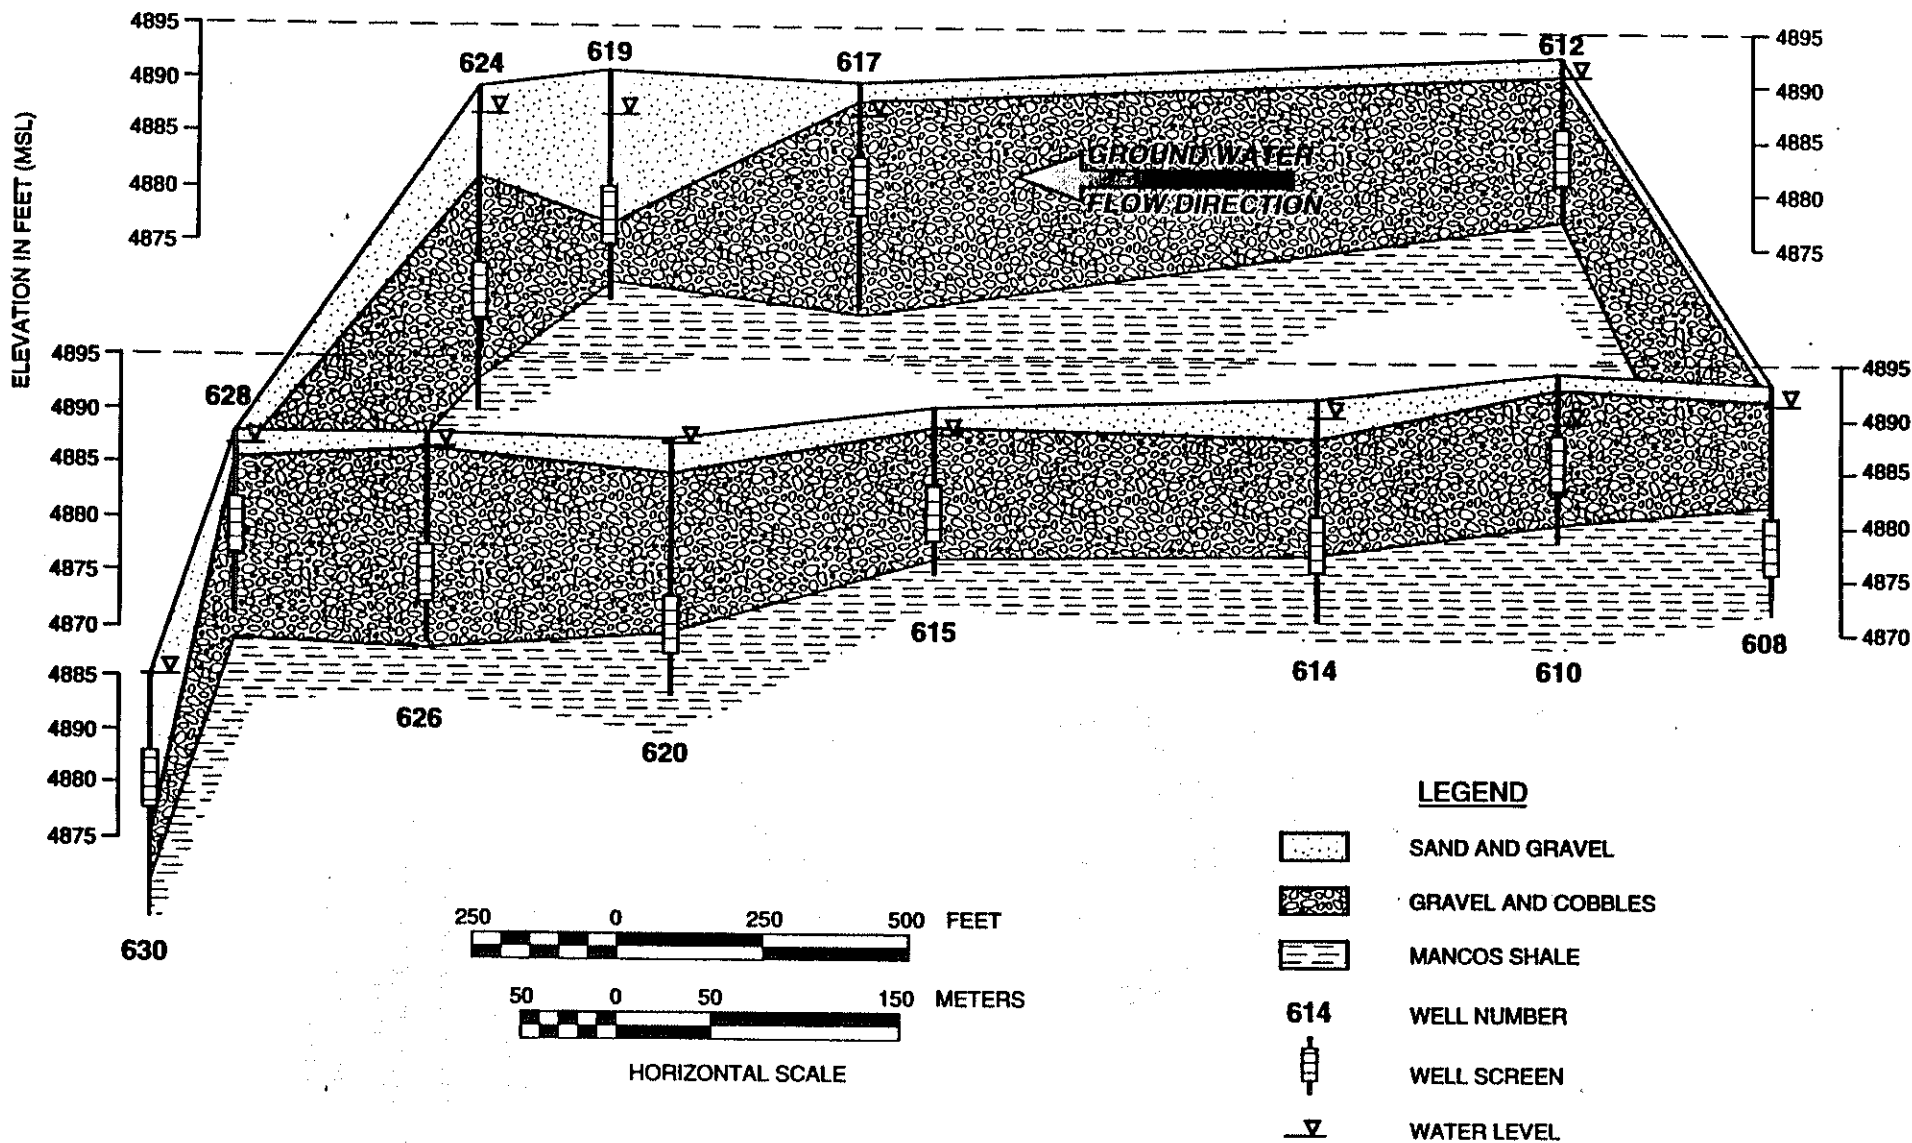 ELEVATION IN FEET (MSL)
4895
4890
4885
4880
4875
624
619
617
612
4895
4890
4885
4880
4875
GROUND WATER
FLOW DIRECTION
4895
4890
4885
4880
4875
4870
628
4895
4890
4885
4880
4875
4870
4885
4890
4880
4875
630
626
620
615
614
610
608
250 0 250 500 FEET
50 0 50 150 METERS
HORIZONTAL SCALE
LEGEND
SAND AND GRAVEL
GRAVEL AND COBBLES
MANCOS SHALE
614 WELL NUMBER
WELL SCREEN
WATER LEVEL